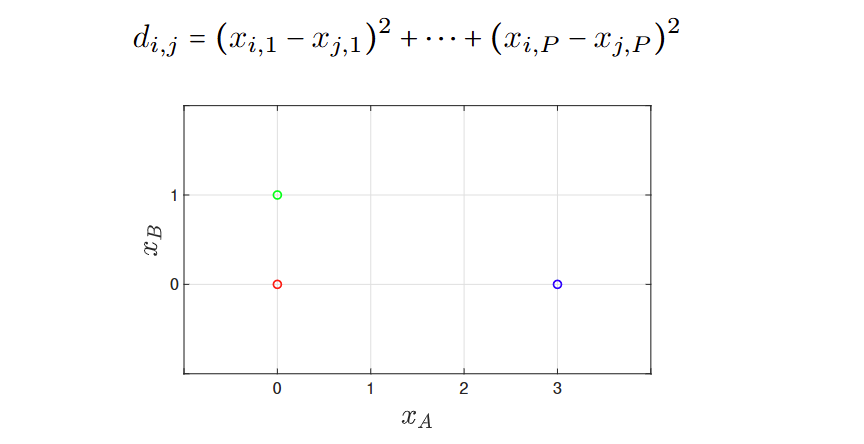 d_{i,j} = (x_{i,1} − x_{j,1})^2 + ⋯ + (x_{i,P} − x_{j,P})^2
1
x_B
0
0 1 2 3
x_A